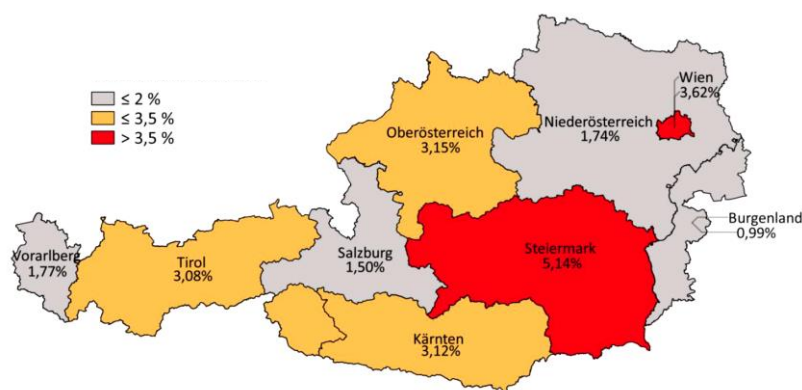 ≤ 2 %
≤ 3,5 %
> 3,5 %
Wien
3,62%
Niederösterreich
1,74%
Oberösterreich
3,15%
Burgenland
0,99%
Steiermark
5,14%
Salzburg
1,50%
Vorarlberg
1,77%
Tirol
3,08%
Kärnten
3,12%